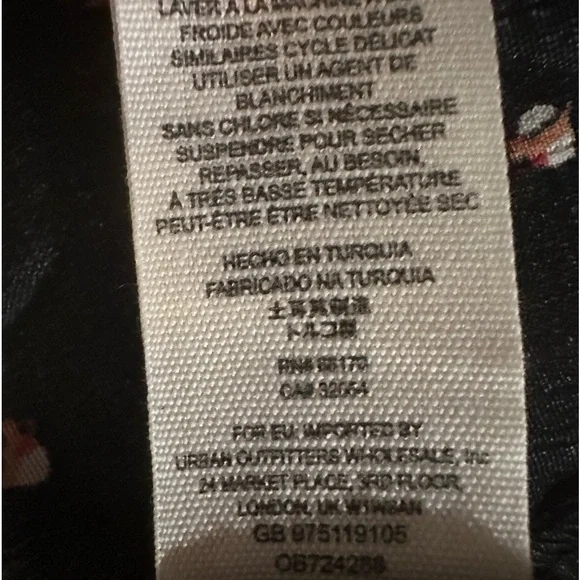 LAVER A LA MACHINE
FROIDE AVEC COULEURS
SIMILAIRES CYCLE DÉLICAT
UTILISER UN AGENT DE
BLANCHIMENT
SANS CHLORE SI NÉCESSAIRE
SUSPENDRE POUR SÉCHER
REPASSER, AU BESOIN,
À TRÈS BASSE TEMPÉRATURE
PEUT-ÊTRE ÊTRE NETTOYÉE SEC
HECHO EN TURQUIA
FABRICADO NA TURQUIA
土耳其制造
トルコ製
RN# 66170
CA# 32054
FOR EU: IMPORTED BY
URBAN OUTFITTERS WHOLESALE, Inc
24 MARKET PLACE, 3RD FLOOR,
LONDON, UK W1W8AN
GB 975119105
OB724288